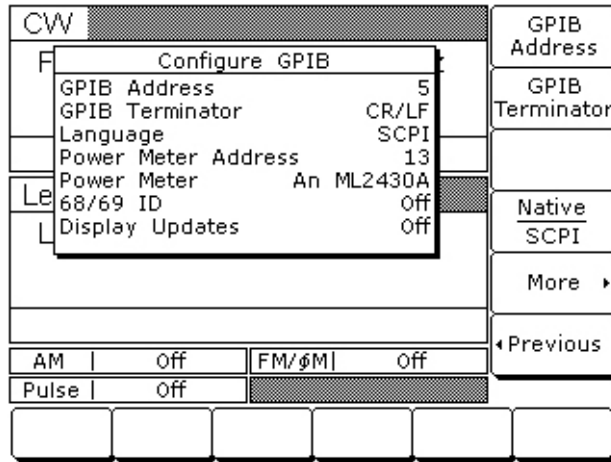 CW
F
Configure GPIB
GPIB Address 5
GPIB Terminator CR/LF
Language SCPI
Power Meter Address 13
Power Meter An ML2430A
68/69 ID Off
Display Updates Off
Le
L
AM | Off
FM/ϕM| Off
Pulse | Off
GPIB
Address
GPIB
Terminator
Native
SCPI
More
Previous